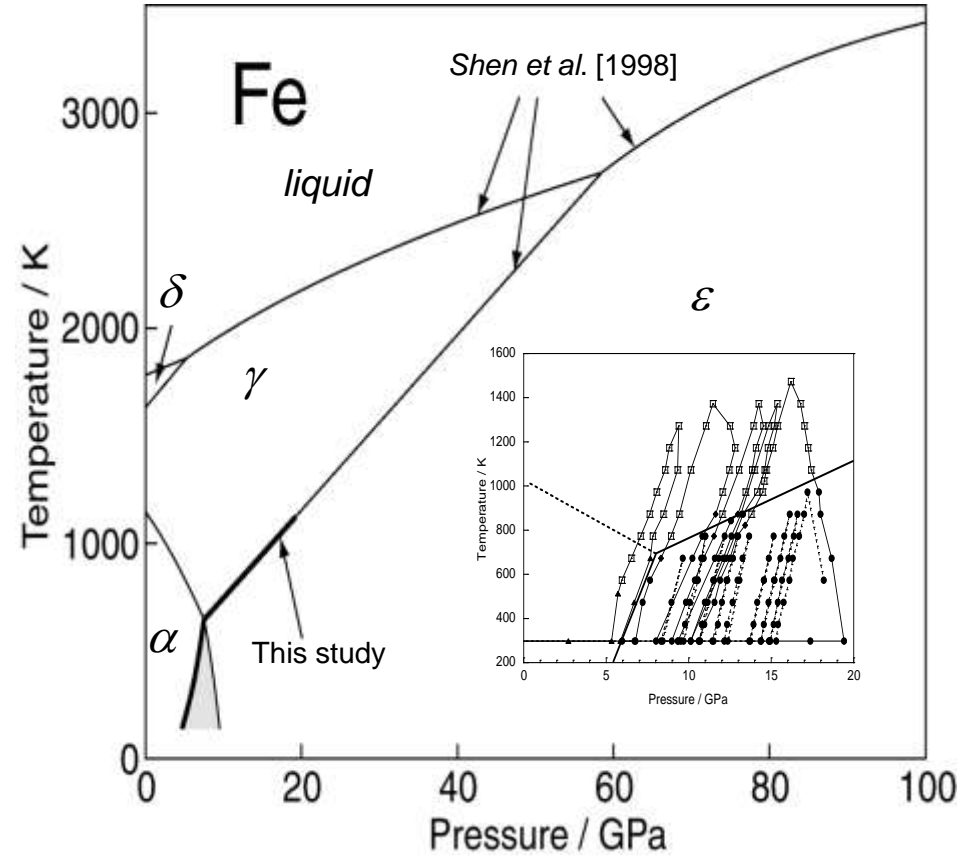 Fe
Shen et al. [1998]
liquid
δ
γ
ε
α
This study
3000
2000
1000
0
Temperature / K
0 20 40 60 80 100
Pressure / GPa
1600
1400
1200
1000
800
600
400
200
Temperature / K
0 5 10 15 20
Pressure / GPa